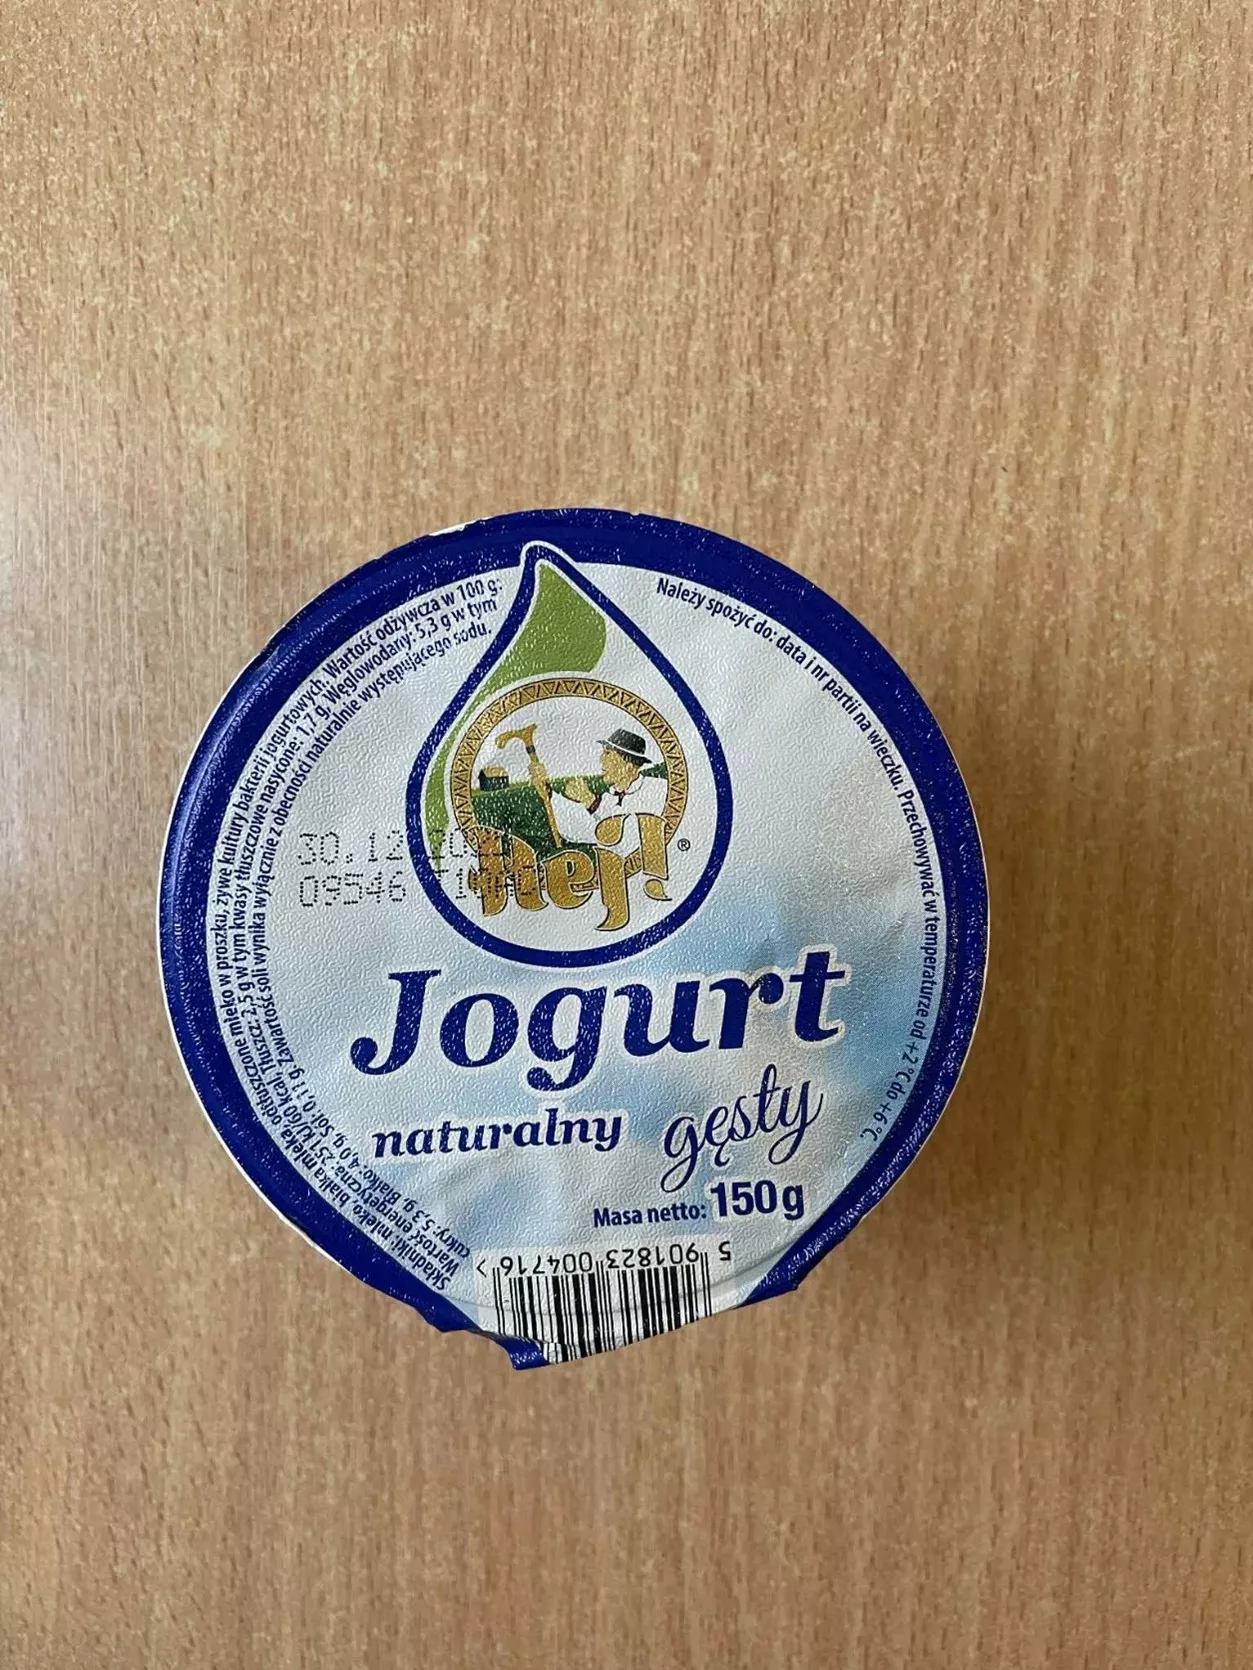 Składniki: mleko, białka mleka, odtłuszczone mleko w proszku, żywe kultury bakterii jogurtowych. Wartość odżywcza w 100 g:
Wartość energetyczna: 251 kJ/60 kcal, Tłuszcz: 2,5 g w tym kwasy tłuszczowe nasycone: 1,7 g, Węglowodany: 5,3 g w tym
cukry: 5,3 g, Białko: 4,0 g, Sól: 0,11 g. Zawartość soli wynika wyłącznie z obecności naturalnie występującego sodu.
Należy spożyć do: data i nr partii na wieczku. Przechowywać w temperaturze od +2°C do +6°C.
30.12
09546
Hej!®
Jogurt
naturalny gęsty
Masa netto: 150g
5 901823 004716 >